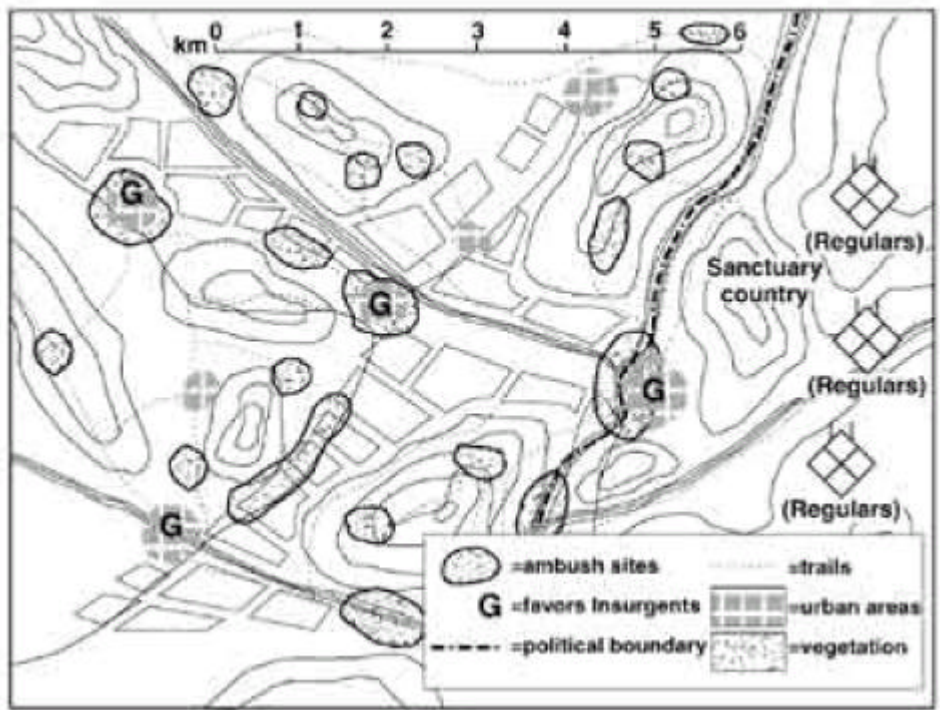 0 1 2 3 4 5 6
km
G
(Regulars)
Sanctuary
country
G
(Regulars)
G
(Regulars)
G
=ambush sites
=trails
G =favors Insurgents
=urban areas
=political boundary
=vegetation